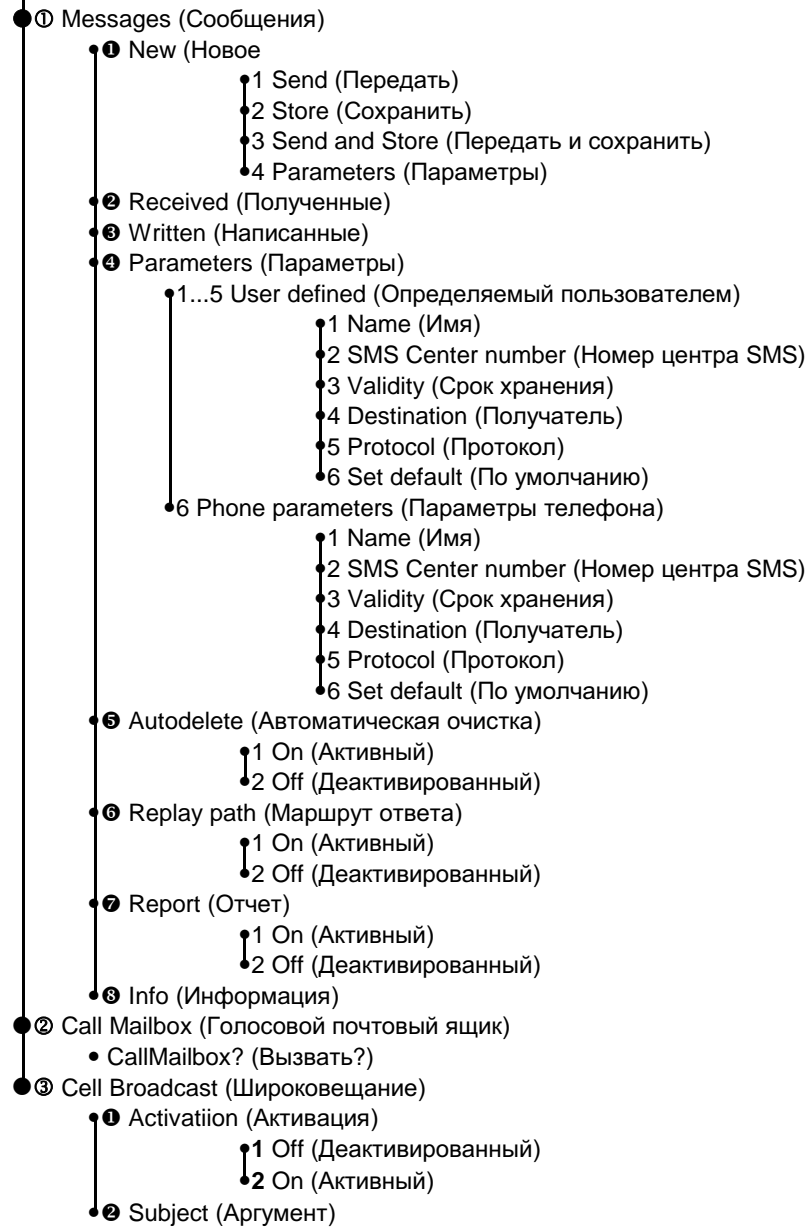 ① Messages (Сообщения)
❶ New (Новое
1 Send (Передать)
2 Store (Сохранить)
3 Send and Store (Передать и сохранить)
4 Parameters (Параметры)
❷ Received (Полученные)
❸ Written (Написанные)
❹ Parameters (Параметры)
1...5 User defined (Определяемый пользователем)
1 Name (Имя)
2 SMS Center number (Номер центра SMS)
3 Validity (Срок хранения)
4 Destination (Получатель)
5 Protocol (Протокол)
6 Set default (По умолчанию)
6 Phone parameters (Параметры телефона)
1 Name (Имя)
2 SMS Center number (Номер центра SMS)
3 Validity (Срок хранения)
4 Destination (Получатель)
5 Protocol (Протокол)
6 Set default (По умолчанию)
❺ Autodelete (Автоматическая очистка)
1 On (Активный)
2 Off (Деактивированный)
❻ Replay path (Маршрут ответа)
1 On (Активный)
2 Off (Деактивированный)
❼ Report (Отчет)
1 On (Активный)
2 Off (Деактивированный)
❽ Info (Информация)
② Call Mailbox (Голосовой почтовый ящик)
• CallMailbox? (Вызвать?)
③ Cell Broadcast (Широковещание)
❶ Activatiion (Активация)
1 Off (Деактивированный)
2 On (Активный)
❷ Subject (Аргумент)